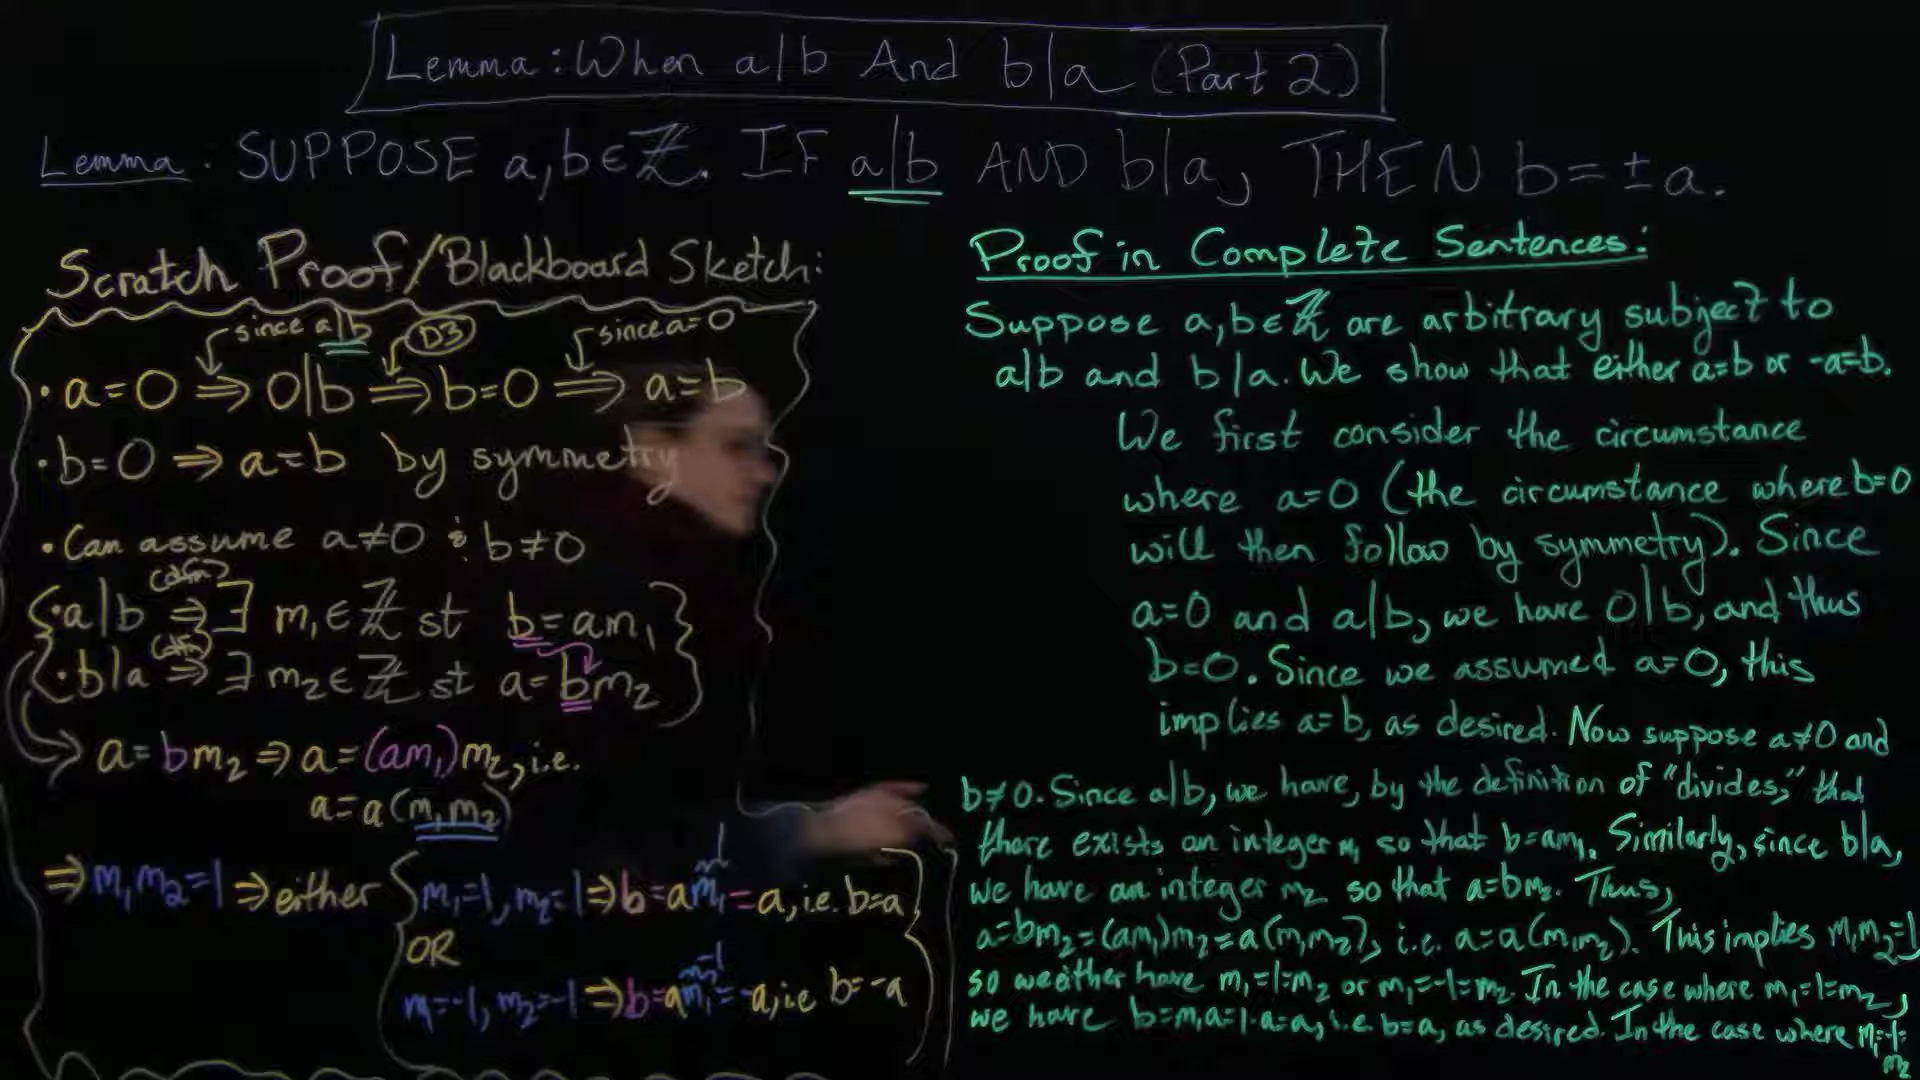 Lemma: When a|b And b|a (Part 2)
Lemma: SUPPOSE a,b∈ℤ. IF a|b AND b|a, THEN b=±a.
Scratch Proof/Blackboard Sketch:
since a|b D3 since a=0
· a=0 ⇒ 0|b ⇒ b=0 ⇒ a=b
· b=0 ⇒ a=b by symmetry
· Can assume a≠0 & b≠0
(dfn)
· a|b ⇒ ∃ m₁∈ℤ st b=am₁
(dfn)
· b|a ⇒ ∃ m₂∈ℤ st a=bm₂
a=bm₂ ⇒ a=(am₁)m₂, i.e.
a=a(m₁m₂)
⇒ m₁m₂=1 ⇒ either
1
m₁=1, m₂=1 ⇒ b=am₁=a, i.e. b=a
OR
-1
m₁=-1, m₂=-1 ⇒ b=am₁=-a, i.e b=-a
Proof in Complete Sentences:
Suppose a,b∈ℤ are arbitrary subject to
a|b and b|a. We show that either a=b or -a=b.
We first consider the circumstance
where a=0 (the circumstance where b=0
will then follow by symmetry). Since
a=0 and a|b, we have 0|b, and thus
b=0. Since we assumed a=0, this
implies a=b, as desired. Now suppose a≠0 and
b≠0. Since a|b, we have, by the definition of "divides," that
there exists an integer m₁ so that b=am₁. Similarly, since b|a,
we have an integer m₂ so that a=bm₂. Thus,
a=bm₂=(am₁)m₂=a(m₁m₂), i.e. a=a(m₁m₂). This implies m₁m₂=1
so we either have m₁=1=m₂ or m₁=-1=m₂. In the case where m₁=1=m₂,
we have b=m₁a=1·a=a, i.e. b=a, as desired. In the case where m₁=-1=
m₂